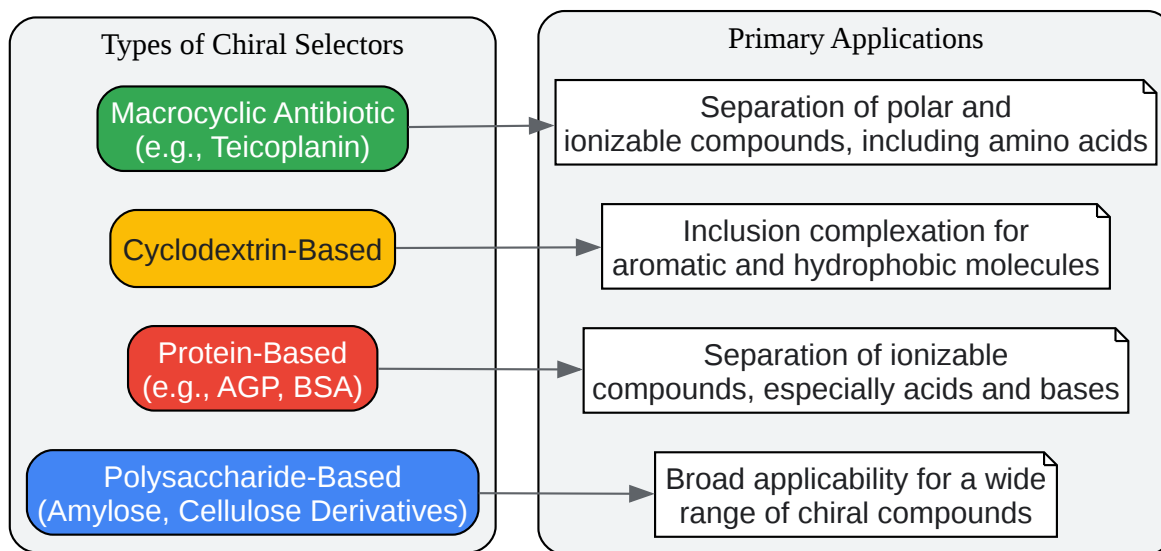 Types of Chiral Selectors
Macrocyclic Antibiotic
(e.g., Teicoplanin)
Cyclodextrin-Based
Protein-Based
(e.g., AGP, BSA)
Polysaccharide-Based
(Amylose, Cellulose Derivatives)
Primary Applications
Separation of polar and
ionizable compounds, including amino acids
Inclusion complexation for
aromatic and hydrophobic molecules
Separation of ionizable
compounds, especially acids and bases
Broad applicability for a wide
range of chiral compounds